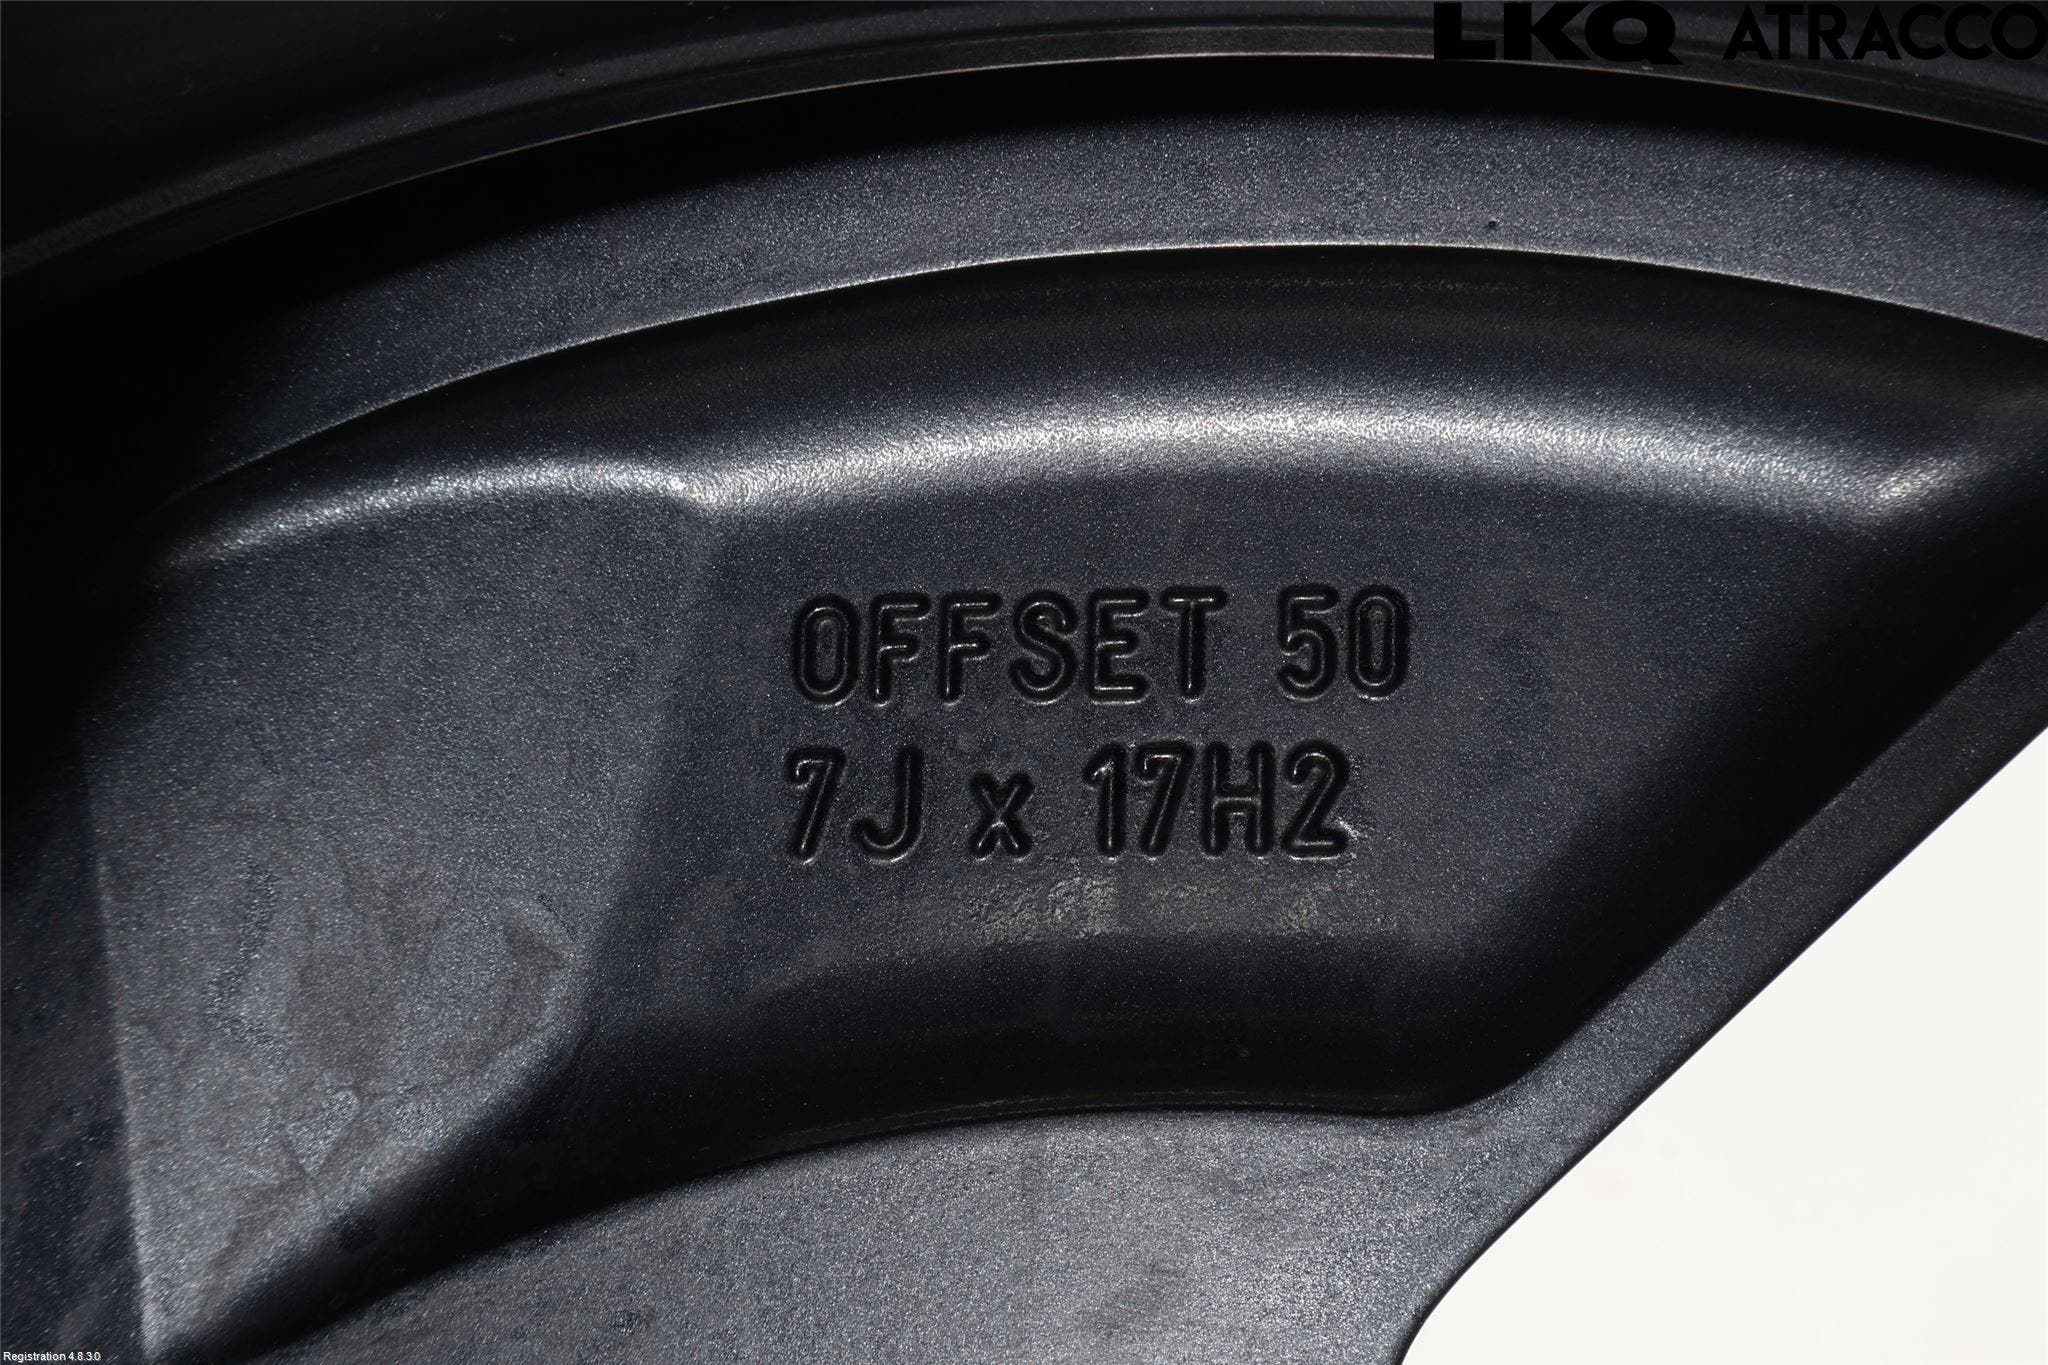 LKQ ATRACCO
OFFSET 50
7J x 17H2
Registration 4.8.3.0